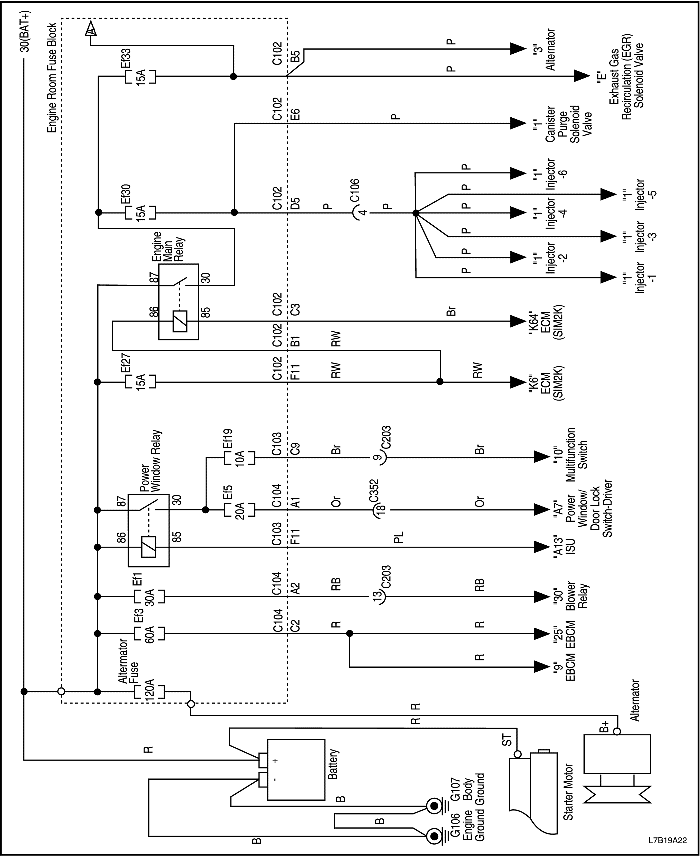 30(BAT+)
Engine Room Fuse Block
A
Ef33
15A
C102
B5
P
"3"
Alternator
P
"E"
Exhaust Gas
Recirculation (EGR)
Solenoid Valve
C102
E6
P
"1"
Canister
Purge
Solenoid
Valve
Ef30
15A
C102
D5
P
4
C106
P
P
"1"
Injector
-6
P
"1"
Injector
-5
P
"1"
Injector
-4
P
"1"
Injector
-3
P
"1"
Injector
-2
P
"1"
Injector
-1
Engine
Main
Relay
87
30
86
85
C102
C3
Br
"K64"
ECM
(SIM2K)
C102
B1
RW
Ef27
15A
C102
F11
RW
RW
"K6"
ECM
(SIM2K)
Power
Window Relay
87
30
86
85
Ef19
10A
C103
C9
Br
9
C203
Br
"10"
Multifunction
Switch
Ef5
20A
C104
A1
Or
18
C352
Or
"A7"
Power
Window/
Door Lock
Switch-Driver
C103
F11
PL
"A13"
ISU
Ef1
30A
C104
A2
RB
13
C203
RB
"30"
Blower
Relay
Ef3
60A
C104
C2
R
R
"25"
EBCM
R
"9"
EBCM
Alternator
Fuse
120A
R
R
R
B+
Alternator
ST
Starter Motor
+
-
Battery
B
B
B
G107
Body
Ground
G106
Engine
Ground
L7B19A22